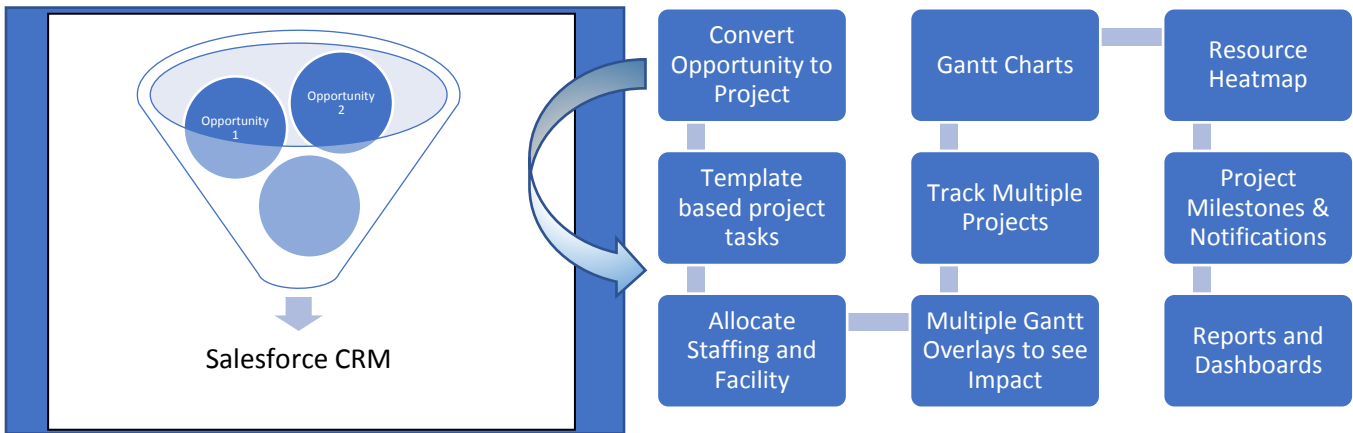 Opportunity
1
Opportunity
2
Salesforce CRM
Convert
Opportunity to
Project
Template
based project
tasks
Allocate
Staffing and
Facility
Multiple Gantt
Overlays to see
Impact
Track Multiple
Projects
Gantt Charts
Resource
Heatmap
Project
Milestones &
Notifications
Reports and
Dashboards